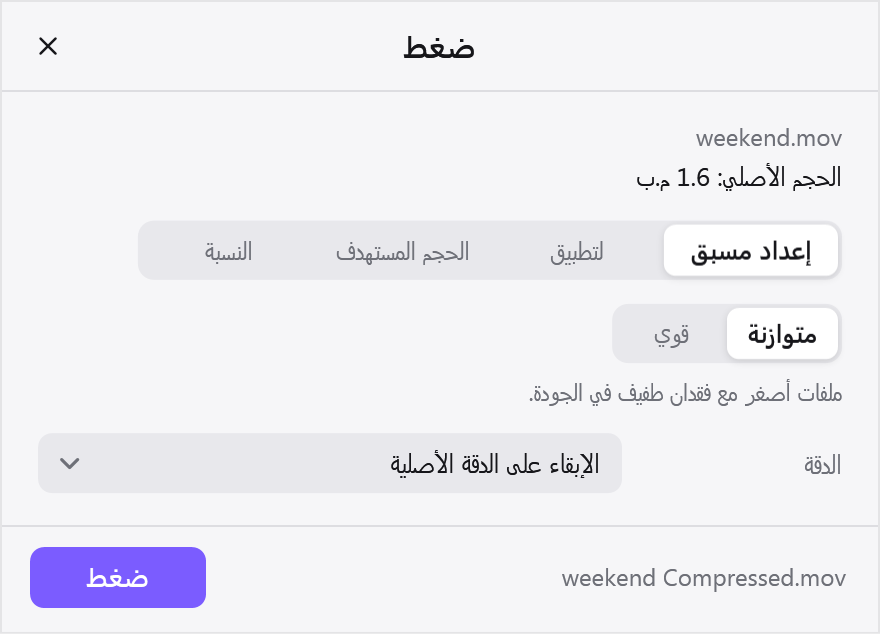 ضغط
weekend.mov
الحجم الأصلي: 1.6 م.ب
إعداد مسبق لتطبيق الحجم المستهدف النسبة
متوازنة قوي
ملفات أصغر مع فقدان طفيف في الجودة.
الدقة الإبقاء على الدقة الأصلية
weekend Compressed.mov ضغط